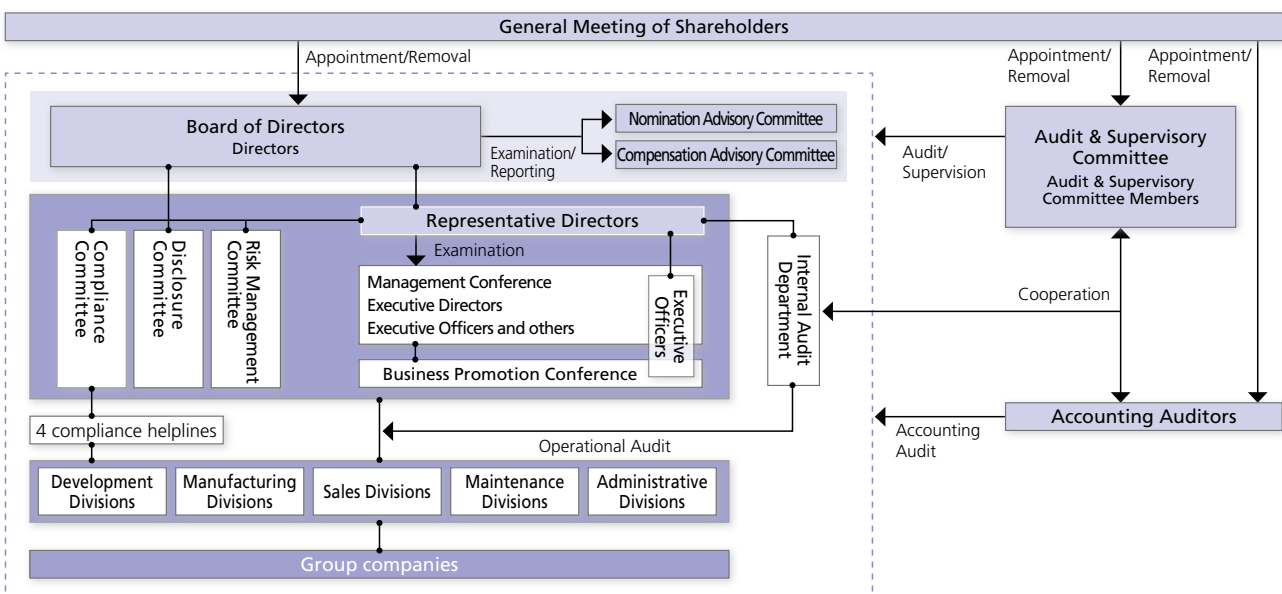 General Meeting of Shareholders
Appointment/Removal
Appointment/
Removal
Appointment/
Removal
Board of Directors
Directors
Examination/
Reporting
Nomination Advisory Committee
Compensation Advisory Committee
Audit/
Supervision
Audit & Supervisory
Committee
Audit & Supervisory
Committee Members
Representative Directors
Compliance
Committee
Disclosure
Committee
Risk Management
Committee
Examination
Management Conference
Executive Directors
Executive Officers and others
Executive
Officers
Business Promotion Conference
Internal Audit
Department
Cooperation
4 compliance helplines
Operational Audit
Accounting
Audit
Accounting Auditors
Development
Divisions
Manufacturing
Divisions
Sales Divisions
Maintenance
Divisions
Administrative
Divisions
Group companies